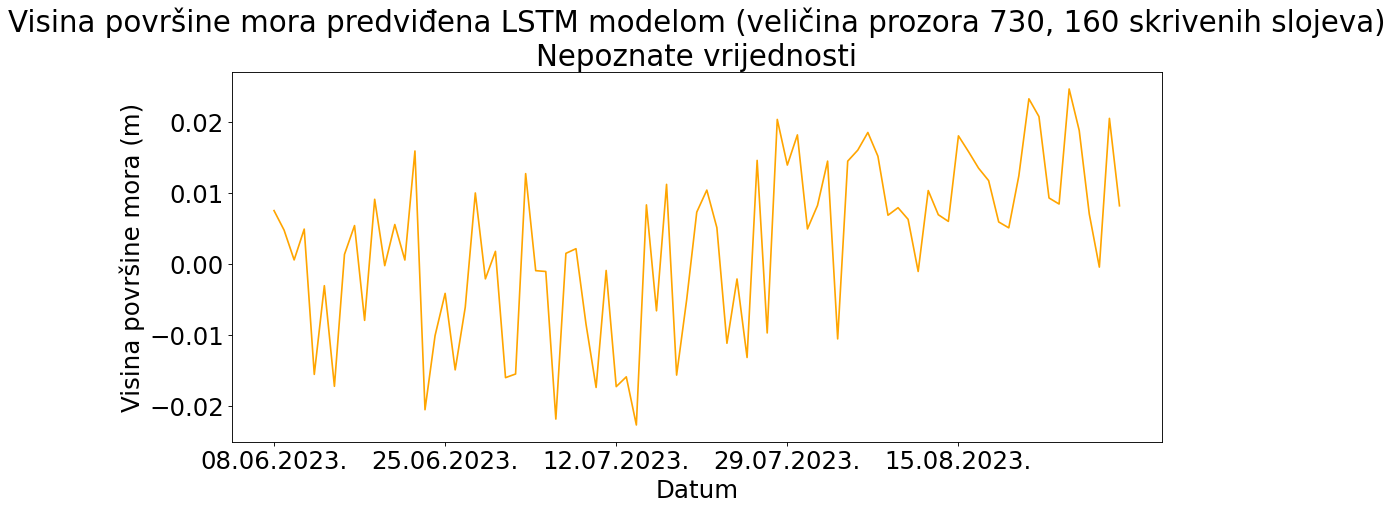 Visina površine mora predviđena LSTM modelom (veličina prozora 730, 160 skrivenih slojeva)
Nepoznate vrijednosti
Visina površine mora (m)
0.02
0.01
0.00
−0.01
−0.02
08.06.2023. 25.06.2023. 12.07.2023. 29.07.2023. 15.08.2023.
Datum